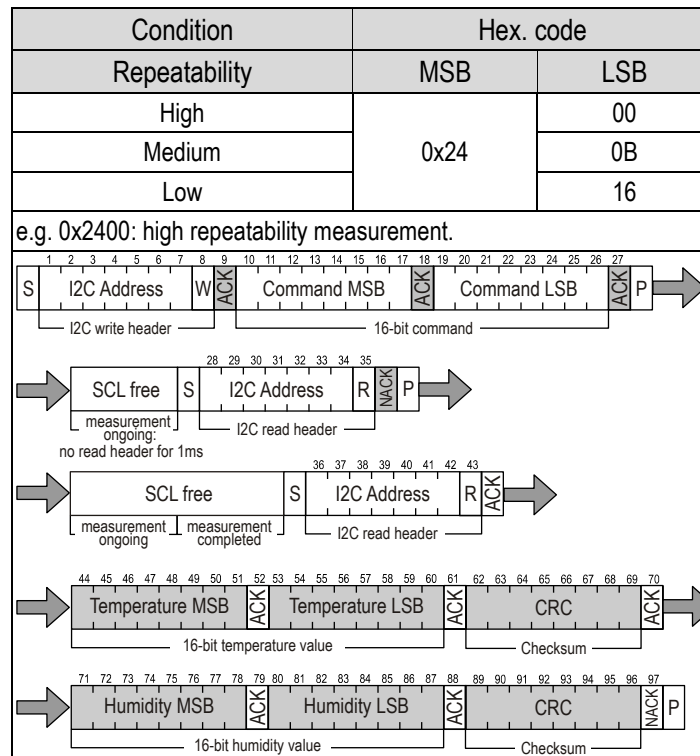 Condition Hex. code
Repeatability MSB LSB
High 00
Medium 0x24 0B
Low 16
e.g. 0x2400: high repeatability measurement.
1 2 3 4 5 6 7 8 9 10 11 12 13 14 15 16 17 18 19 20 21 22 23 24 25 26 27
S I2C Address W ACK Command MSB ACK Command LSB ACK P
I2C write header 16-bit command
28 29 30 31 32 33 34 35
SCL free S I2C Address R NACK P
measurement
ongoing:
no read header for 1ms
I2C read header
36 37 38 39 40 41 42 43
SCL free S I2C Address R ACK
measurement
ongoing
measurement
completed
I2C read header
44 45 46 47 48 49 50 51 52 53 54 55 56 57 58 59 60 61 62 63 64 65 66 67 68 69 70
Temperature MSB ACK Temperature LSB ACK CRC ACK
16-bit temperature value Checksum
71 72 73 74 75 76 77 78 79 80 81 82 83 84 85 86 87 88 89 90 91 92 93 94 95 96 97
Humidity MSB ACK Humidity LSB ACK CRC NACK P
16-bit humidity value Checksum